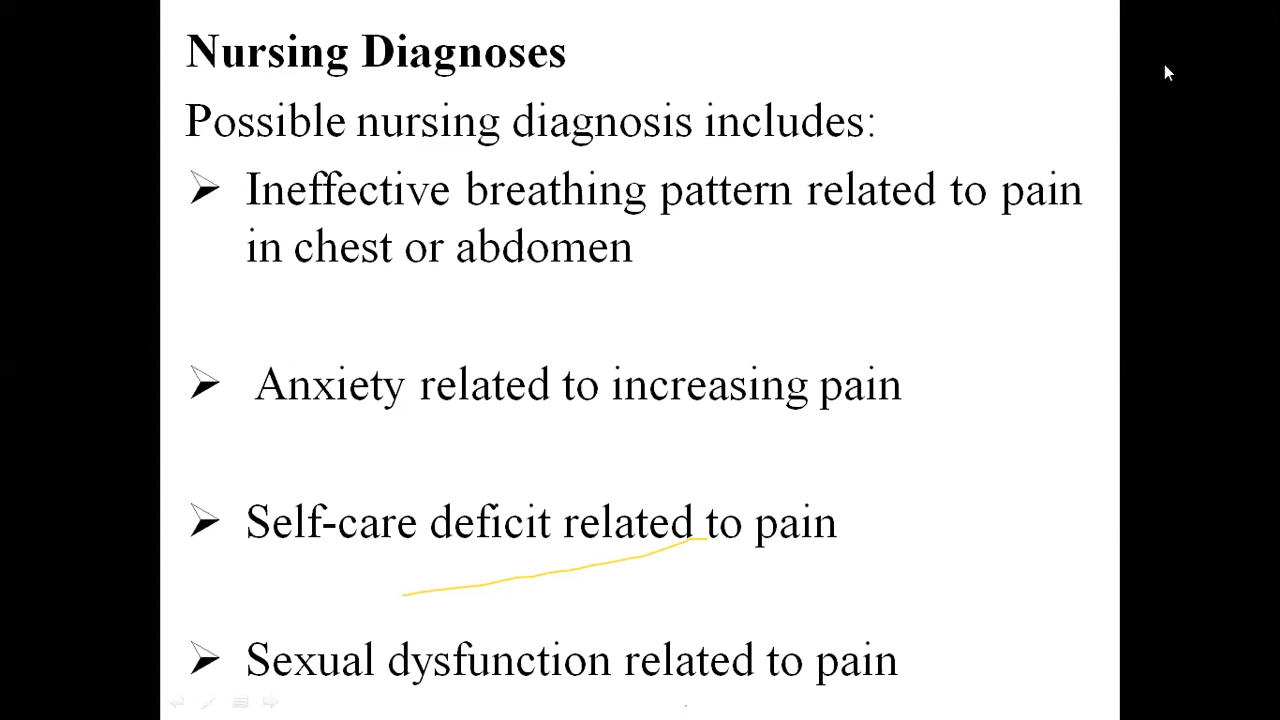 Nursing Diagnoses
Possible nursing diagnosis includes:
➢ Ineffective breathing pattern related to pain
in chest or abdomen
➢ Anxiety related to increasing pain
➢ Self-care deficit related to pain
➢ Sexual dysfunction related to pain